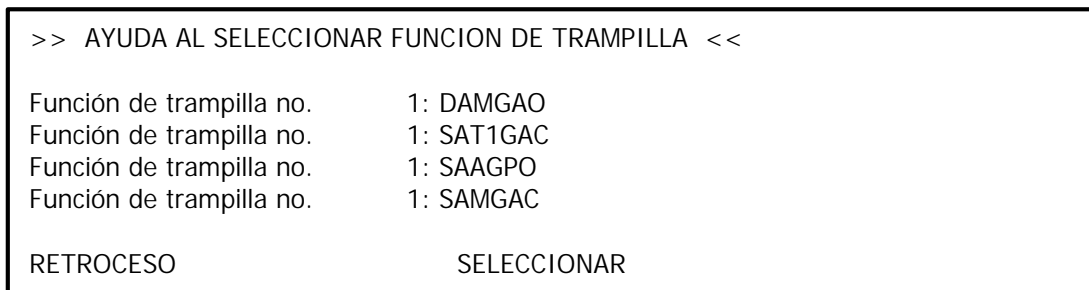 >> AYUDA AL SELECCIONAR FUNCION DE TRAMPILLA <<
Función de trampilla no. 1: DAMGAO
Función de trampilla no. 1: SAT1GAC
Función de trampilla no. 1: SAAGPO
Función de trampilla no. 1: SAMGAC
RETROCESO SELECCIONAR